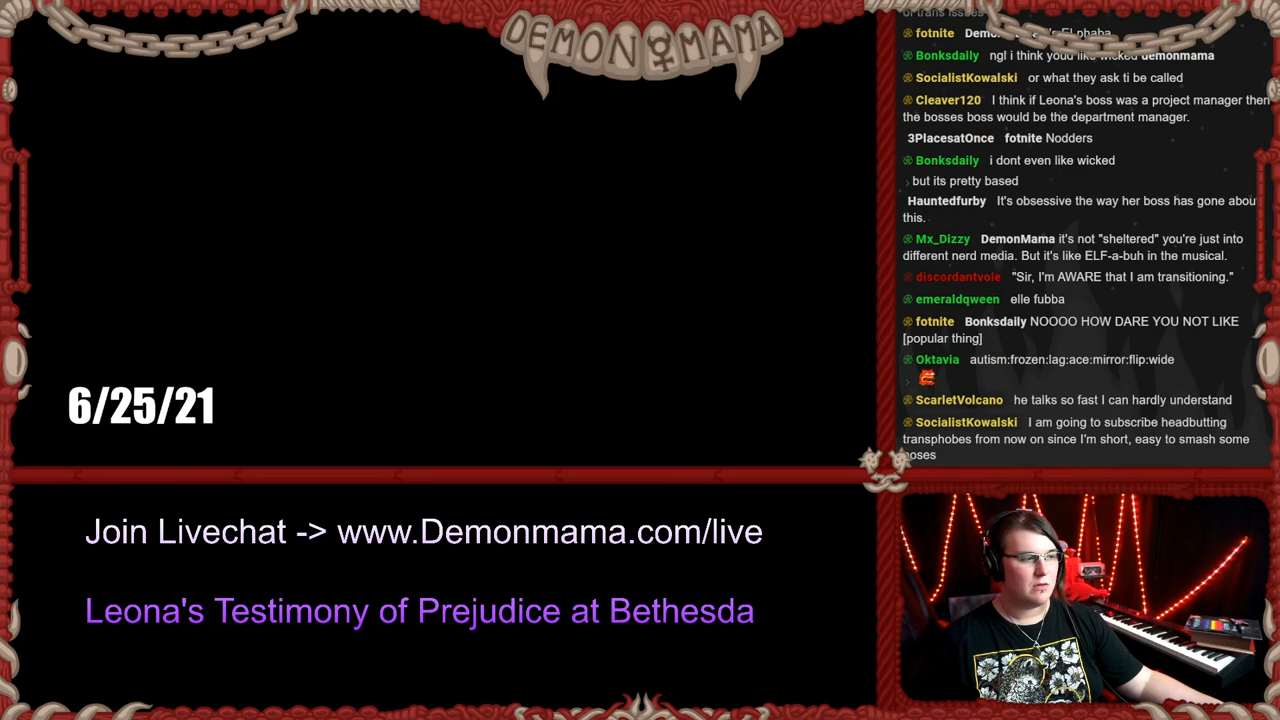 DEMON MAMA
of trans issues
fotnite
Bonksdaily ngl i think youd like wicked demonmama
SocialistKowalski or what they ask ti be called
Cleaver120 I think if Leona's boss was a project manager then
the bosses boss would be the department manager.
3PlacesatOnce fotnite Nodders
Bonksdaily i dont even like wicked
but its pretty based
Hauntedfurby It's obsessive the way her boss has gone abou
this.
Mx_Dizzy DemonMama it's not "sheltered" you're just into
different nerd media. But it's like ELF-a-buh in the musical.
discordantvole "Sir, I'm AWARE that I am transitioning."
emeraldqween elle fubba
fotnite Bonksdaily NOOOO HOW DARE YOU NOT LIKE
[popular thing]
Oktavia autism:frozen:lag:ace:mirror:flip:wide
ScarletVolcano he talks so fast I can hardly understand
SocialistKowalski I am going to subscribe headbutting
transphobes from now on since I'm short, easy to smash some
noses
6/25/21
Join Livechat -> www.Demonmama.com/live
Leona's Testimony of Prejudice at Bethesda